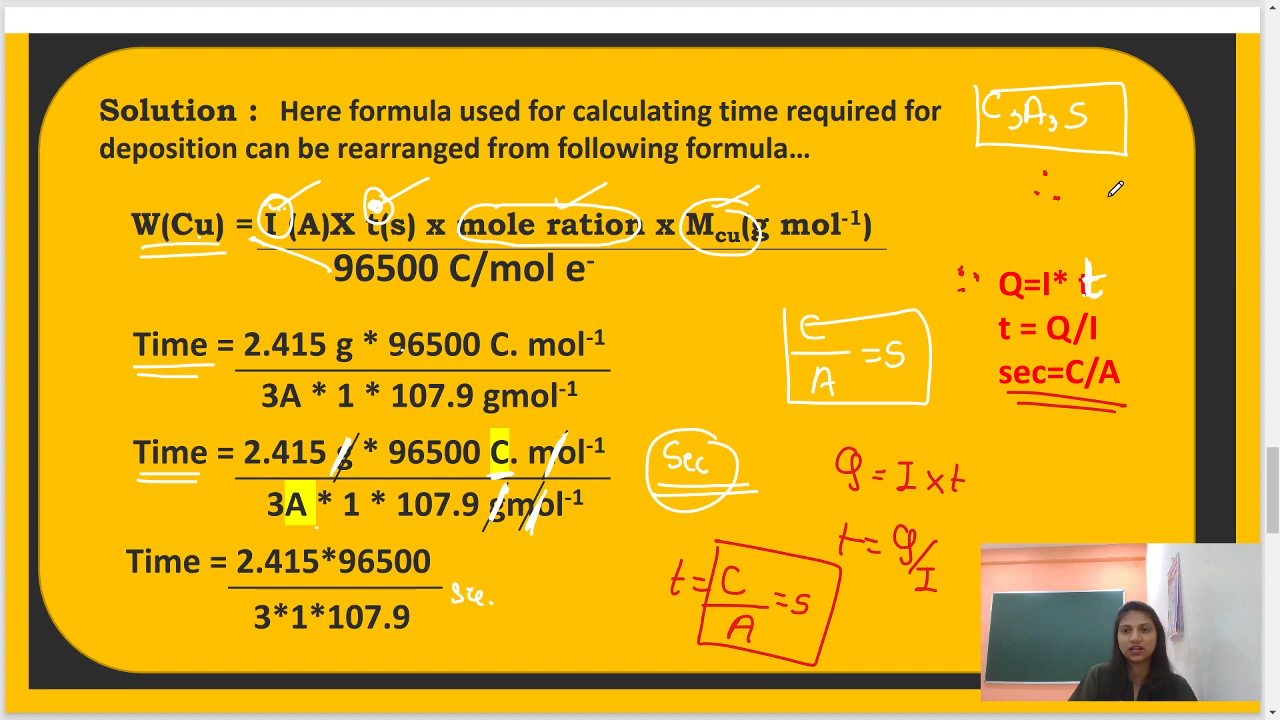 Solution : Here formula used for calculating time required for
deposition can be rearranged from following formula...
C, A, S
W(Cu) = I (A)X t(s) x mole ration x Mcu(g mol-1)
96500 C/mol e-
Q=I* t
t = Q/I
sec=C/A
Time = 2.415 g * 96500 C. mol-1
3A * 1 * 107.9 gmol-1
C
A
=s
Time = 2.415 g * 96500 C. mol-1
3A * 1 * 107.9 gmol-1
Sec
Q = I x t
t = Q/I
Time = 2.415*96500
3*1*107.9
sec.
t = C
A
=s